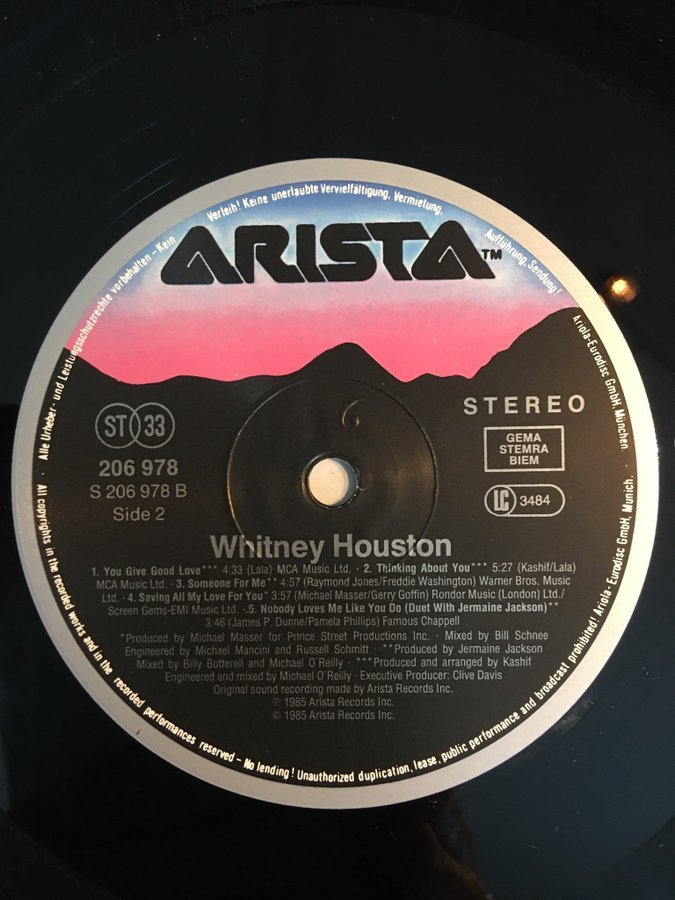 Alle Urheber- und Leistungsschutzrechte vorbehalten – Kein Verleih! Keine unerlaubte Vervielfältigung, Vermietung, Aufführung, Sendung!
ARISTA™
Ariola-Eurodisc GmbH, München.
ST 33
STEREO
206 978
S 206 978 B
Side 2
GEMA
STEMRA
BIEM
LC 3484
Whitney Houston
1. You Give Good Love*** 4:33 (Lala) MCA Music Ltd. · 2. Thinking About You*** 5:27 (Kashif/Lala)
MCA Music Ltd. · 3. Someone For Me** 4:57 (Raymond Jones/Freddie Washington) Warner Bros. Music
Ltd. · 4. Saving All My Love For You* 3:57 (Michael Masser/Gerry Goffin) Rondor Music (London) Ltd./
Screen Gems-EMI Music Ltd. · 5. Nobody Loves Me Like You Do (Duet With Jermaine Jackson)**
3:46 (James P. Dunne/Pamela Phillips) Famous Chappell
*Produced by Michael Masser for Prince Street Productions Inc. · Mixed by Bill Schnee
Engineered by Michael Mancini and Russell Schmitt · **Produced by Jermaine Jackson
Mixed by Billy Botterell and Michael O'Reilly · ***Produced and arranged by Kashif
Engineered and mixed by Michael O'Reilly · Executive Producer: Clive Davis
Original sound recording made by Arista Records Inc.
℗ 1985 Arista Records Inc.
© 1985 Arista Records Inc.
All copyrights in the recorded works and in the recorded performances reserved – No lending! Unauthorized duplication, lease, public performance and broadcast prohibited! Ariola-Eurodisc GmbH, Munich.